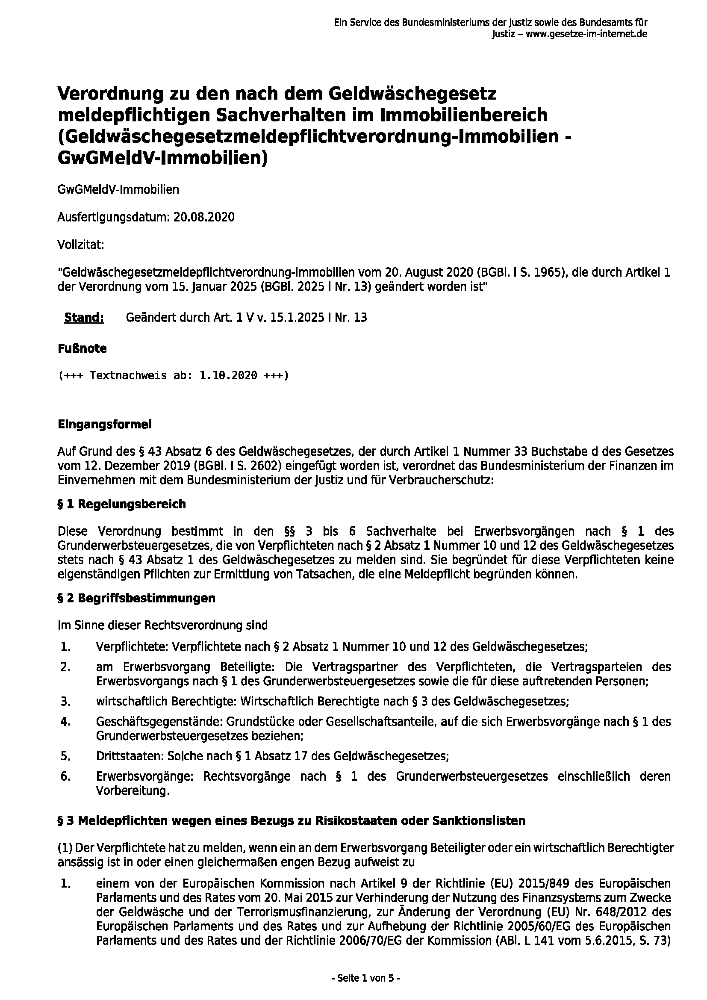 Ein Service des Bundesministeriums der Justiz sowie des Bundesamts für
Justiz – www.gesetze-im-internet.de
Verordnung zu den nach dem Geldwäschegesetz
meldepflichtigen Sachverhalten im Immobilienbereich
(Geldwäschegesetzmeldepflichtverordnung-Immobilien -
GwGMeldV-Immobilien)
GwGMeldV-Immobilien
Ausfertigungsdatum: 20.08.2020
Vollzitat:
"Geldwäschegesetzmeldepflichtverordnung-Immobilien vom 20. August 2020 (BGBl. I S. 1965), die durch Artikel 1
der Verordnung vom 15. Januar 2025 (BGBl. 2025 I Nr. 13) geändert worden ist"
Stand: Geändert durch Art. 1 V v. 15.1.2025 I Nr. 13
Fußnote
(+++ Textnachweis ab: 1.10.2020 +++)
Eingangsformel
Auf Grund des § 43 Absatz 6 des Geldwäschegesetzes, der durch Artikel 1 Nummer 33 Buchstabe d des Gesetzes
vom 12. Dezember 2019 (BGBl. I S. 2602) eingefügt worden ist, verordnet das Bundesministerium der Finanzen im
Einvernehmen mit dem Bundesministerium der Justiz und für Verbraucherschutz:
§ 1 Regelungsbereich
Diese Verordnung bestimmt in den §§ 3 bis 6 Sachverhalte bei Erwerbsvorgängen nach § 1 des
Grunderwerbsteuergesetzes, die von Verpflichteten nach § 2 Absatz 1 Nummer 10 und 12 des Geldwäschegesetzes
stets nach § 43 Absatz 1 des Geldwäschegesetzes zu melden sind. Sie begründet für diese Verpflichteten keine
eigenständigen Pflichten zur Ermittlung von Tatsachen, die eine Meldepflicht begründen können.
§ 2 Begriffsbestimmungen
Im Sinne dieser Rechtsverordnung sind
1. Verpflichtete: Verpflichtete nach § 2 Absatz 1 Nummer 10 und 12 des Geldwäschegesetzes;
2. am Erwerbsvorgang Beteiligte: Die Vertragspartner des Verpflichteten, die Vertragsparteien des
Erwerbsvorgangs nach § 1 des Grunderwerbsteuergesetzes sowie die für diese auftretenden Personen;
3. wirtschaftlich Berechtigte: Wirtschaftlich Berechtigte nach § 3 des Geldwäschegesetzes;
4. Geschäftsgegenstände: Grundstücke oder Gesellschaftsanteile, auf die sich Erwerbsvorgänge nach § 1 des
Grunderwerbsteuergesetzes beziehen;
5. Drittstaaten: Solche nach § 1 Absatz 17 des Geldwäschegesetzes;
6. Erwerbsvorgänge: Rechtsvorgänge nach § 1 des Grunderwerbsteuergesetzes einschließlich deren
Vorbereitung.
§ 3 Meldepflichten wegen eines Bezugs zu Risikostaaten oder Sanktionslisten
(1) Der Verpflichtete hat zu melden, wenn ein an dem Erwerbsvorgang Beteiligter oder ein wirtschaftlich Berechtigter
ansässig ist in oder einen gleichermaßen engen Bezug aufweist zu
1. einem von der Europäischen Kommission nach Artikel 9 der Richtlinie (EU) 2015/849 des Europäischen
Parlaments und des Rates vom 20. Mai 2015 zur Verhinderung der Nutzung des Finanzsystems zum Zwecke
der Geldwäsche und der Terrorismusfinanzierung, zur Änderung der Verordnung (EU) Nr. 648/2012 des
Europäischen Parlaments und des Rates und zur Aufhebung der Richtlinie 2005/60/EG des Europäischen
Parlaments und des Rates und der Richtlinie 2006/70/EG der Kommission (ABl. L 141 vom 5.6.2015, S. 73)
- Seite 1 von 5 -